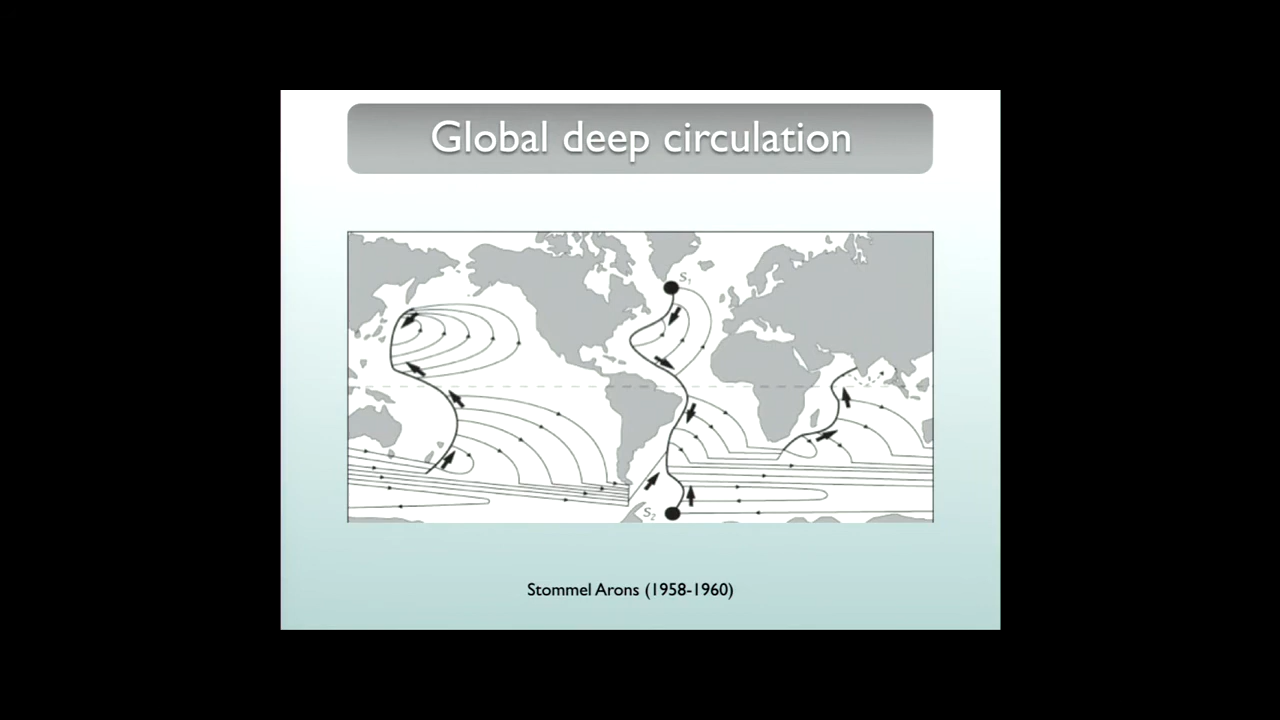 Global deep circulation
S₁
S₂
Stommel Arons (1958-1960)